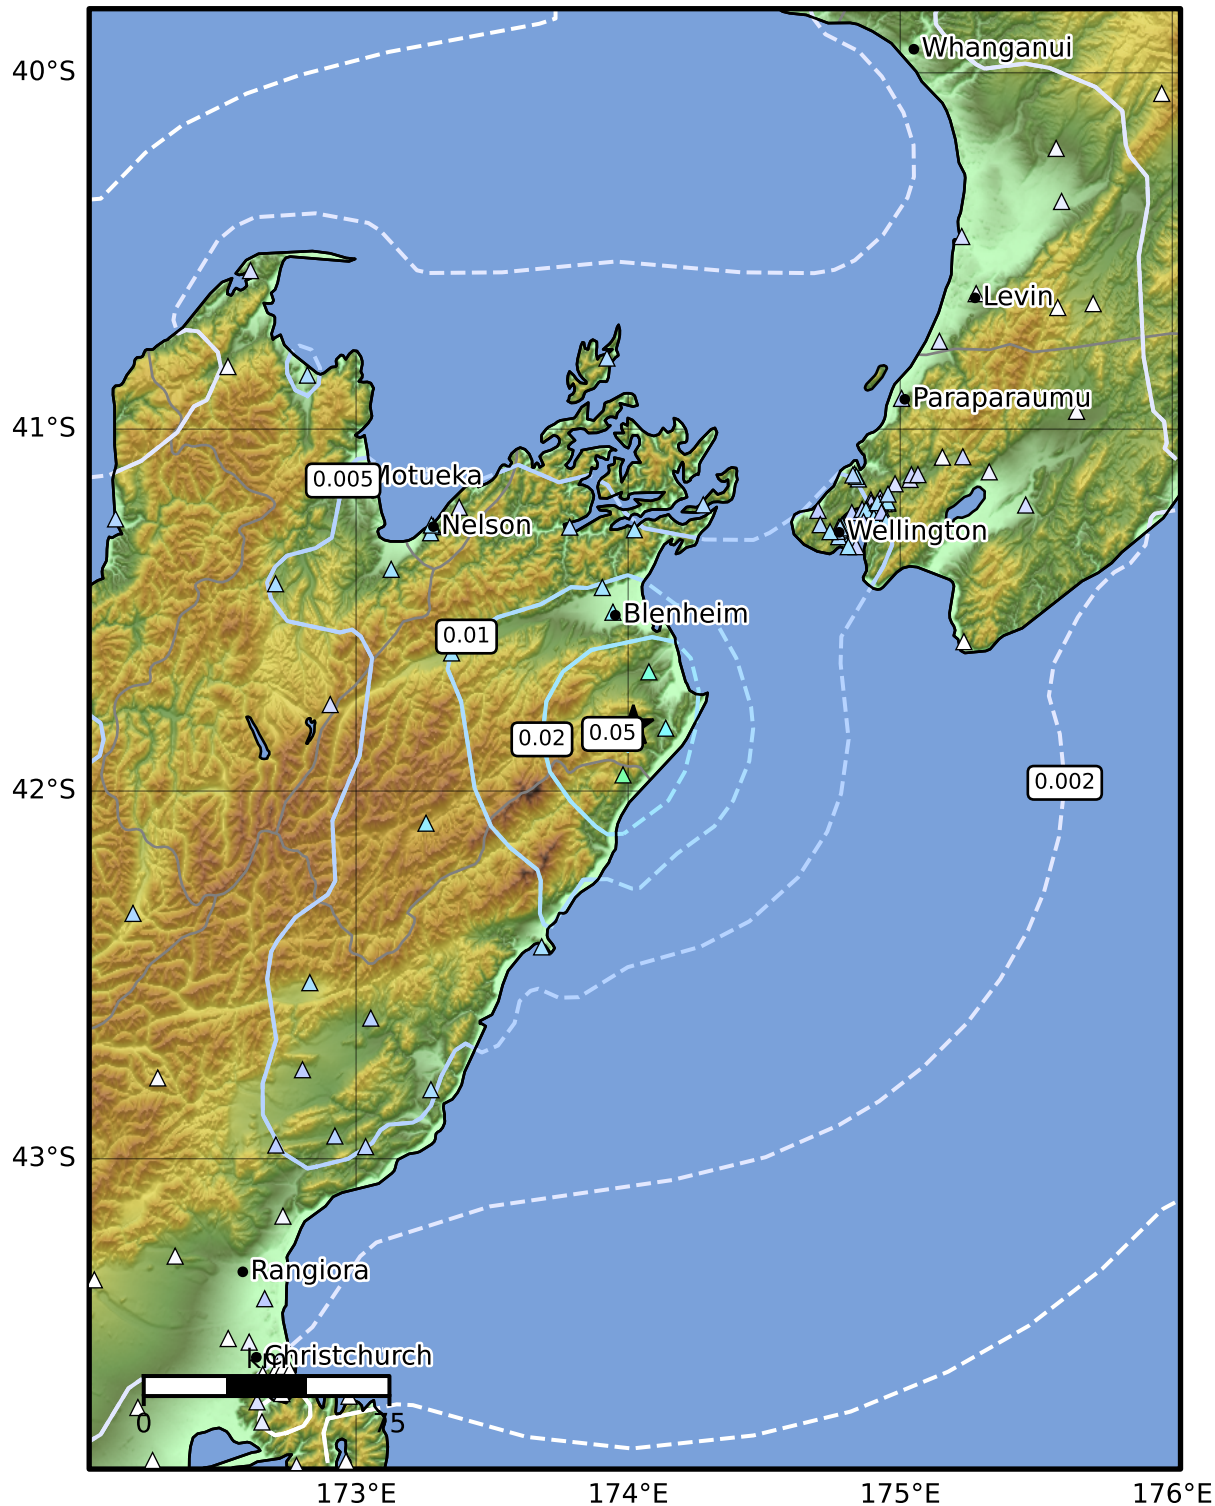 Whanganui
40°S
Levin
Paraparaumu
41°S
0.005
Motueka
Nelson
Wellington
Blenheim
0.01
0.02
0.05
0.002
42°S
43°S
Rangiora
Christchurch
km
0
75
173°E
174°E
175°E
176°E